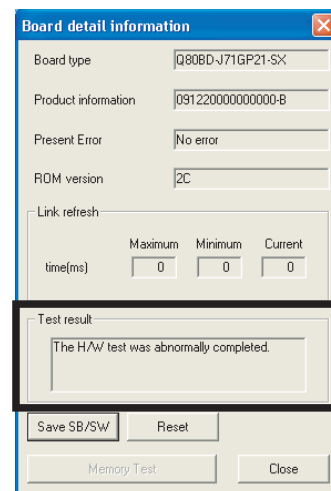 Board detail information
Board type Q80BD-J71GP21-SX
Product information 091220000000000-B
Present Error No error
ROM version 2C
Link refresh
Maximum Minimum Current
time(ms) 0 0 0
Test result
The H/W test was abnormally completed.
Save SB/SW Reset
Memory Test Close